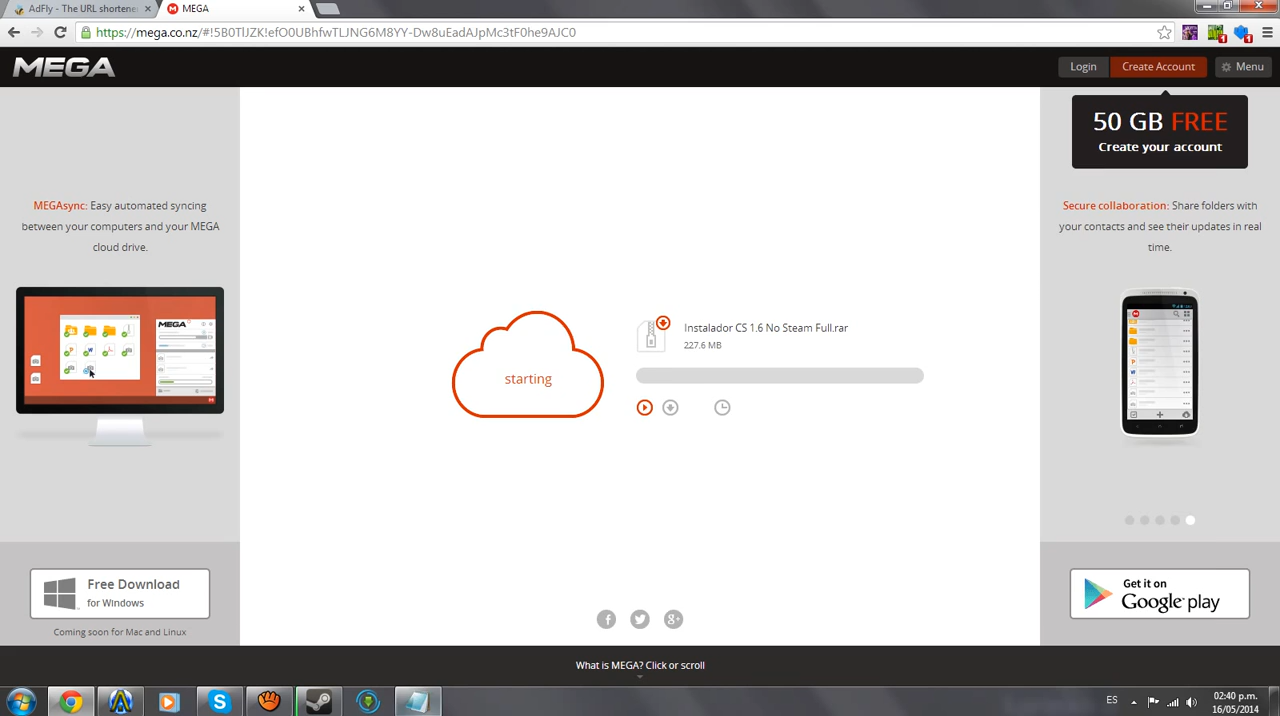 AdFly - The URL shortene
MEGA
https://mega.co.nz/#!5B0TlJZK!efO0UBhfwTLJNG6M8YY-Dw8uEadAJpMc3tF0he9AJC0
MEGA
Login
Create Account
Menu
50 GB FREE
Create your account
MEGAsync: Easy automated syncing
between your computers and your MEGA
cloud drive.
Secure collaboration: Share folders with
your contacts and see their updates in real
time.
MEGA
starting
Instalador CS 1.6 No Steam Full.rar
227.6 MB
Free Download
for Windows
Coming soon for Mac and Linux
Get it on
Google play
What is MEGA? Click or scroll
ES
02:40 p.m.
16/05/2014